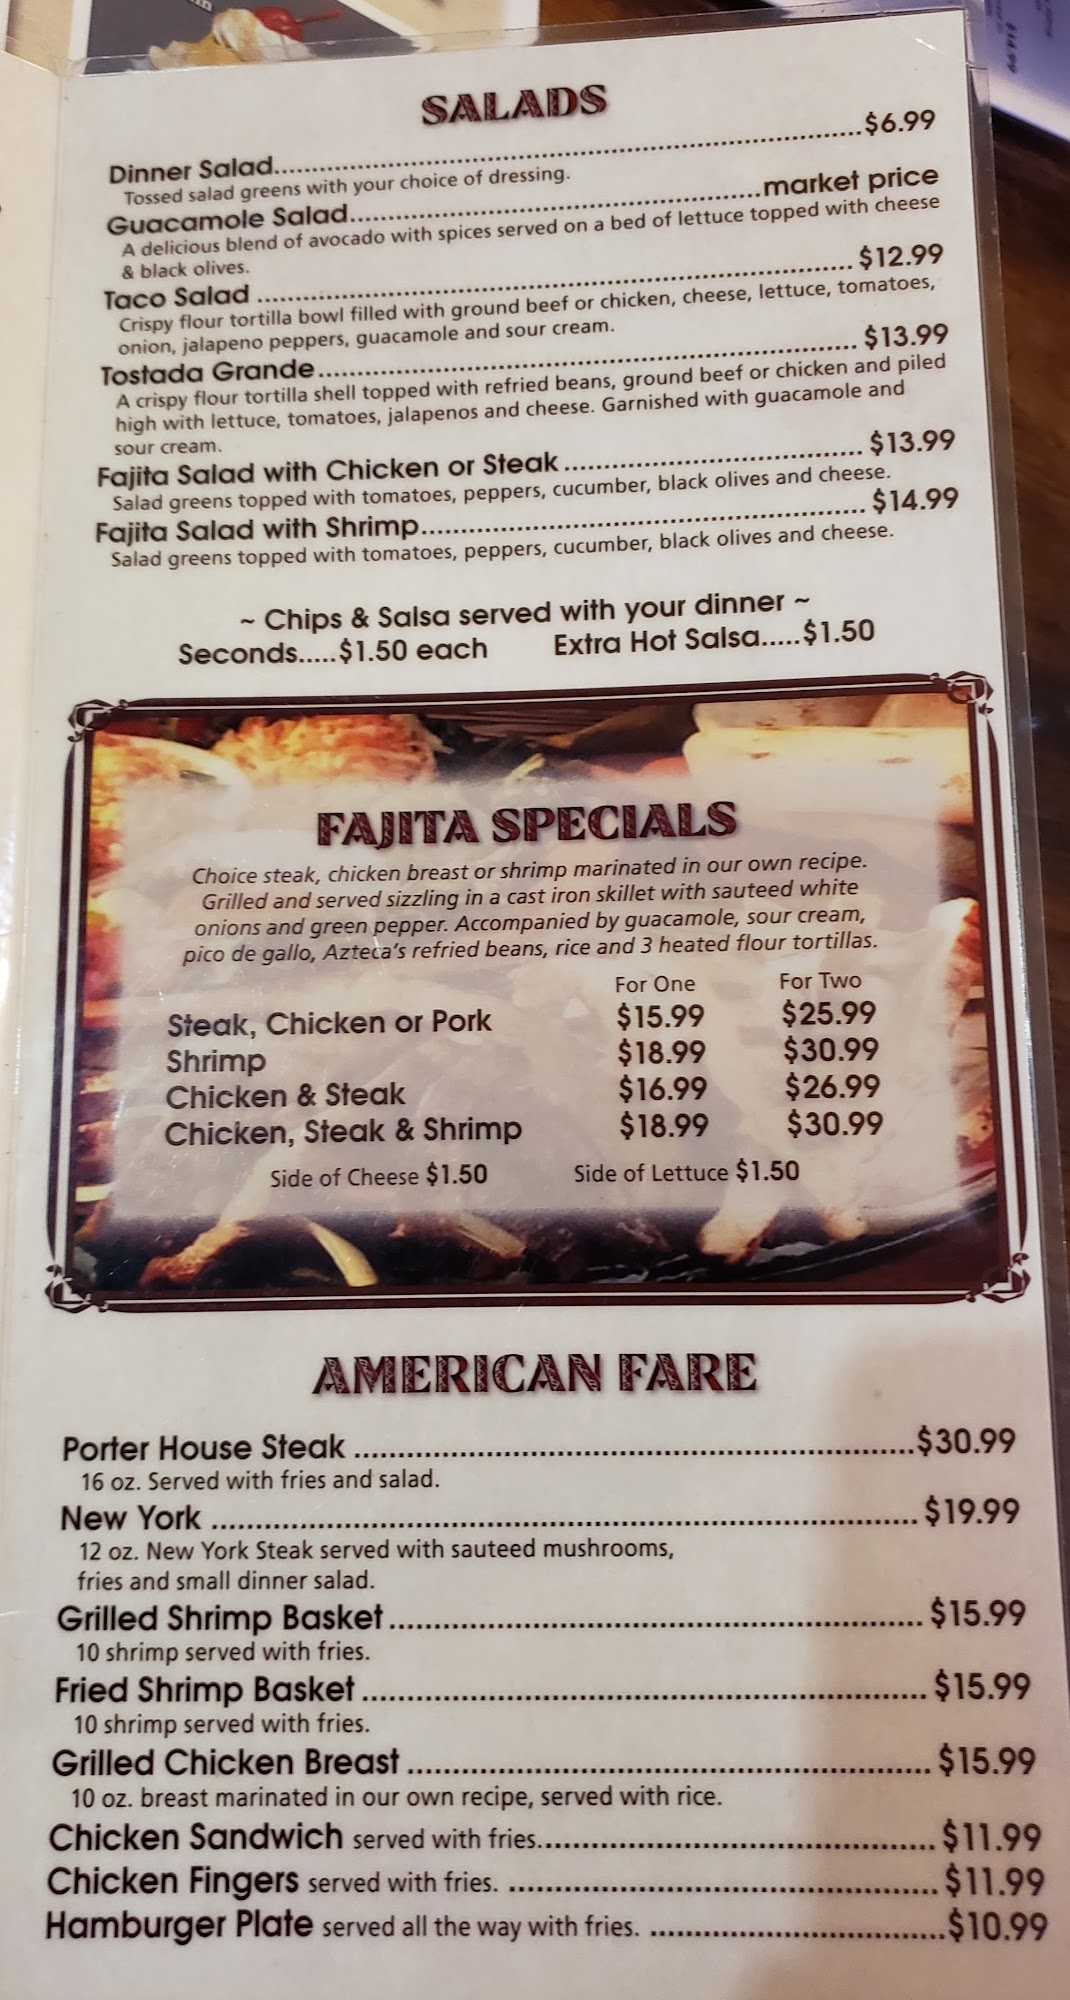 SALADS
Dinner Salad..........$6.99
Tossed salad greens with your choice of dressing.
Guacamole Salad..........market price
A delicious blend of avocado with spices served on a bed of lettuce topped with cheese
& black olives.
Taco Salad ..........$12.99
Crispy flour tortilla bowl filled with ground beef or chicken, cheese, lettuce, tomatoes,
onion, jalapeno peppers, guacamole and sour cream.
Tostada Grande..........$13.99
A crispy flour tortilla shell topped with refried beans, ground beef or chicken and piled
high with lettuce, tomatoes, jalapenos and cheese. Garnished with guacamole and
sour cream.
Fajita Salad with Chicken or Steak..........$13.99
Salad greens topped with tomatoes, peppers, cucumber, black olives and cheese.
Fajita Salad with Shrimp..........$14.99
Salad greens topped with tomatoes, peppers, cucumber, black olives and cheese.
~ Chips & Salsa served with your dinner ~
Seconds.....$1.50 each Extra Hot Salsa.....$1.50
FAJITA SPECIALS
Choice steak, chicken breast or shrimp marinated in our own recipe.
Grilled and served sizzling in a cast iron skillet with sauteed white
onions and green pepper. Accompanied by guacamole, sour cream,
pico de gallo, Azteca's refried beans, rice and 3 heated flour tortillas.
For One For Two
Steak, Chicken or Pork $15.99 $25.99
Shrimp $18.99 $30.99
Chicken & Steak $16.99 $26.99
Chicken, Steak & Shrimp $18.99 $30.99
Side of Cheese $1.50 Side of Lettuce $1.50
AMERICAN FARE
Porter House Steak ..........$30.99
16 oz. Served with fries and salad.
New York ..........$19.99
12 oz. New York Steak served with sauteed mushrooms,
fries and small dinner salad.
Grilled Shrimp Basket..........$15.99
10 shrimp served with fries.
Fried Shrimp Basket..........$15.99
10 shrimp served with fries.
Grilled Chicken Breast..........$15.99
10 oz. breast marinated in our own recipe, served with rice.
Chicken Sandwich served with fries..........$11.99
Chicken Fingers served with fries. ..........$11.99
Hamburger Plate served all the way with fries. ..........$10.99